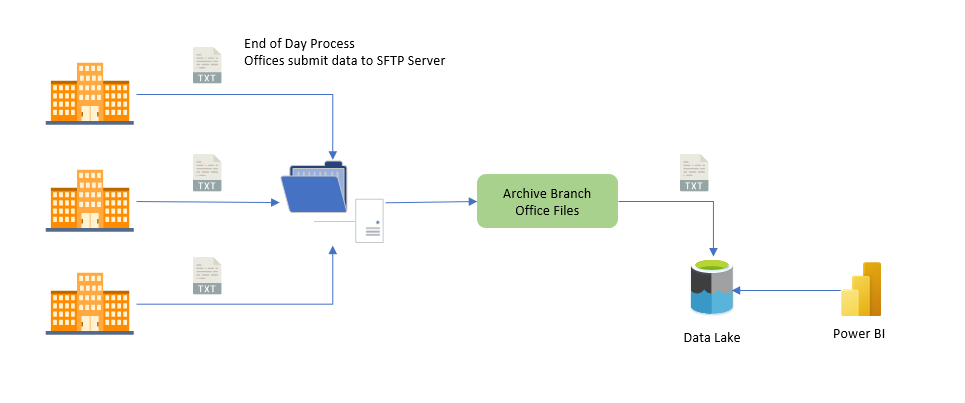 End of Day Process
Offices submit data to SFTP Server
TXT
TXT
TXT
Archive Branch
Office Files
TXT
Data Lake
Power BI